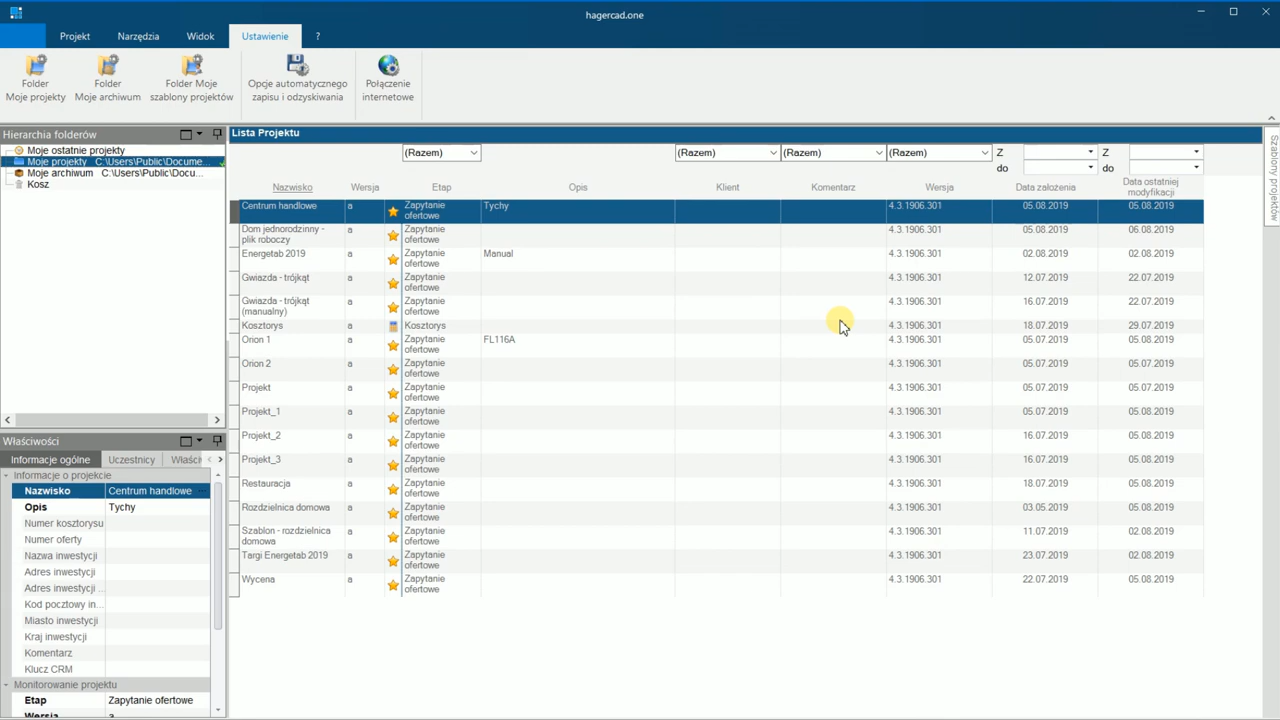 hagercad.one
Projekt Narzędzia Widok Ustawienie ?
Folder Moje projekty
Folder Moje archiwum
Folder Moje szablony projektów
Opcje automatycznego zapisu i odzyskiwania
Połączenie internetowe
Hierarchia folderów
Moje ostatnie projekty
Moje projekty C:\Users\Public\Docume...
Moje archiwum C:\Users\Public\Docu...
Kosz
Właściwości
Informacje ogólne Uczestnicy Właści
Informacje o projekcie
Nazwisko Centrum handlowe
Opis Tychy
Numer kosztorysu
Numer oferty
Nazwa inwestycji
Adres inwestycji
Adres inwestycji ...
Kod pocztowy in...
Miasto inwestycji
Kraj inwestycji
Komentarz
Klucz CRM
Monitorowanie projektu
Etap Zapytanie ofertowe
Wersja a
Lista Projektu
(Razem) (Razem) (Razem) (Razem) Z Z
do do
Nazwisko Wersja Etap Opis Klient Komentarz Wersja Data założenia Data ostatniej modyfikacji
Centrum handlowe a Zapytanie ofertowe Tychy 4.3.1906.301 05.08.2019 05.08.2019
Dom jednorodzinny - plik roboczy a Zapytanie ofertowe 4.3.1906.301 05.08.2019 06.08.2019
Energetab 2019 a Zapytanie ofertowe Manual 4.3.1906.301 02.08.2019 02.08.2019
Gwiazda - trójkąt a Zapytanie ofertowe 4.3.1906.301 12.07.2019 22.07.2019
Gwiazda - trójkąt (manualny) a Zapytanie ofertowe 4.3.1906.301 16.07.2019 22.07.2019
Kosztorys a Kosztorys 4.3.1906.301 18.07.2019 29.07.2019
Orion 1 a Zapytanie ofertowe FL116A 4.3.1906.301 05.07.2019 05.07.2019
Orion 2 a Zapytanie ofertowe 4.3.1906.301 05.07.2019 05.07.2019
Projekt a Zapytanie ofertowe 4.3.1906.301 05.07.2019 05.07.2019
Projekt_1 a Zapytanie ofertowe 4.3.1906.301 05.07.2019 05.08.2019
Projekt_2 a Zapytanie ofertowe 4.3.1906.301 16.07.2019 05.08.2019
Projekt_3 a Zapytanie ofertowe 4.3.1906.301 16.07.2019 05.08.2019
Restauracja a Zapytanie ofertowe 4.3.1906.301 18.07.2019 05.08.2019
Rozdzielnica domowa a Zapytanie ofertowe 4.3.1906.301 03.05.2019 05.08.2019
Szablon - rozdzielnica domowa a Zapytanie ofertowe 4.3.1906.301 11.07.2019 02.08.2019
Targi Energetab 2019 a Zapytanie ofertowe 4.3.1906.301 23.07.2019 02.08.2019
Wycena a Zapytanie ofertowe 4.3.1906.301 22.07.2019 05.08.2019
Szablony projektów